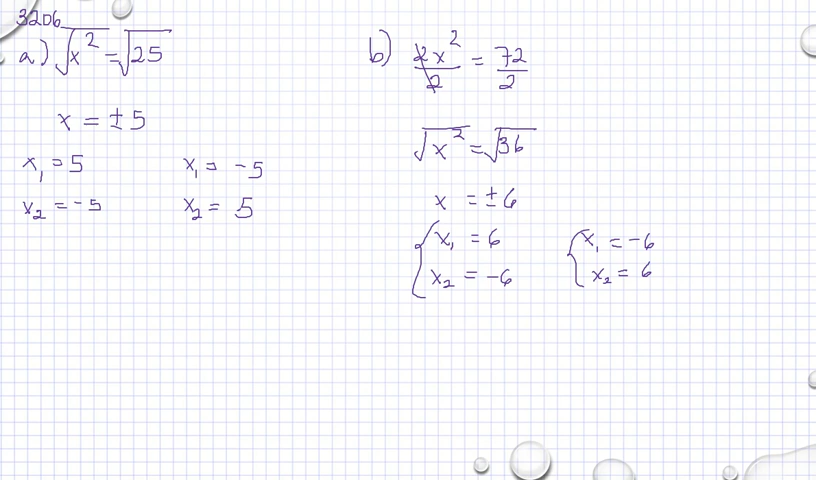 3206
a) √x² = √25
x = ±5
x₁ = 5 x₁ = -5
x₂ = -5 x₂ = 5
b) 2x²/2 = 72/2
√x² = √36
x = ±6
x₁ = 6 x₁ = -6
x₂ = -6 x₂ = 6